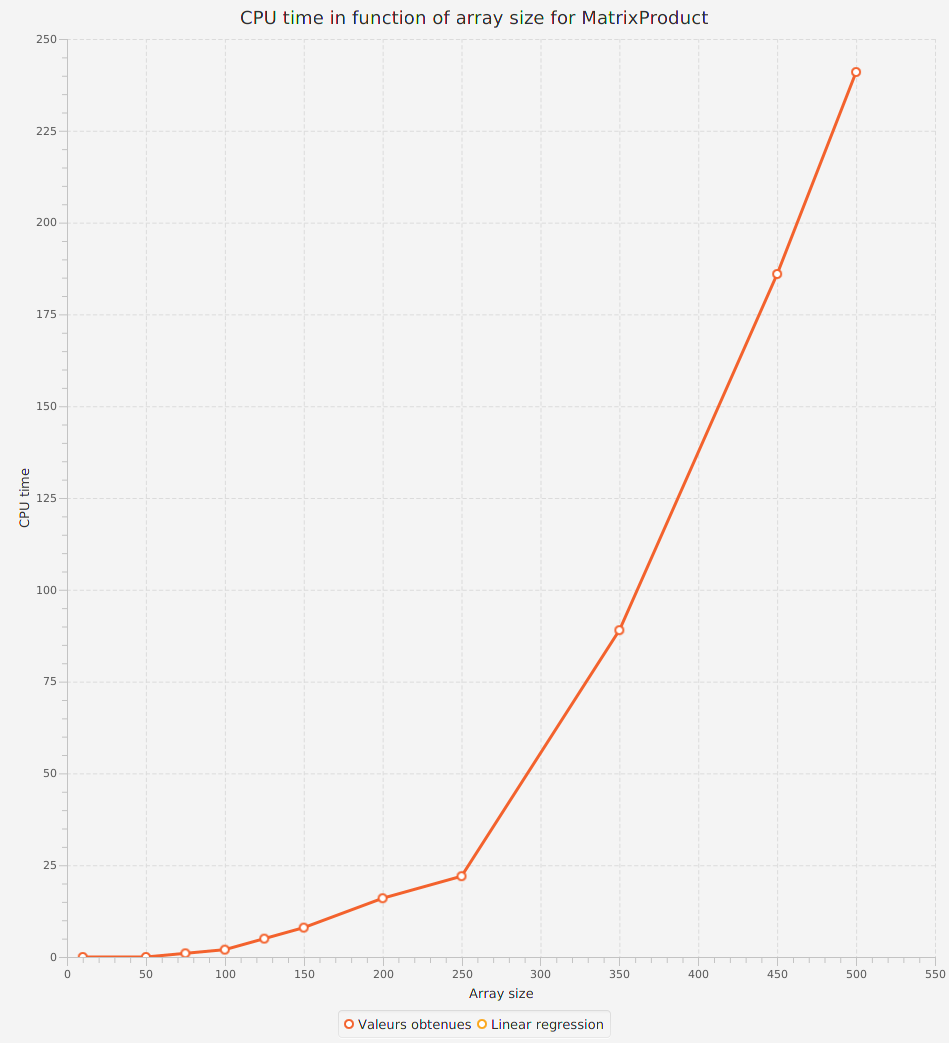 CPU time in function of array size for MatrixProduct
250
225
200
175
150
125
100
75
50
25
0
CPU time
0 50 100 150 200 250 300 350 400 450 500 550
Array size
Valeurs obtenues Linear regression